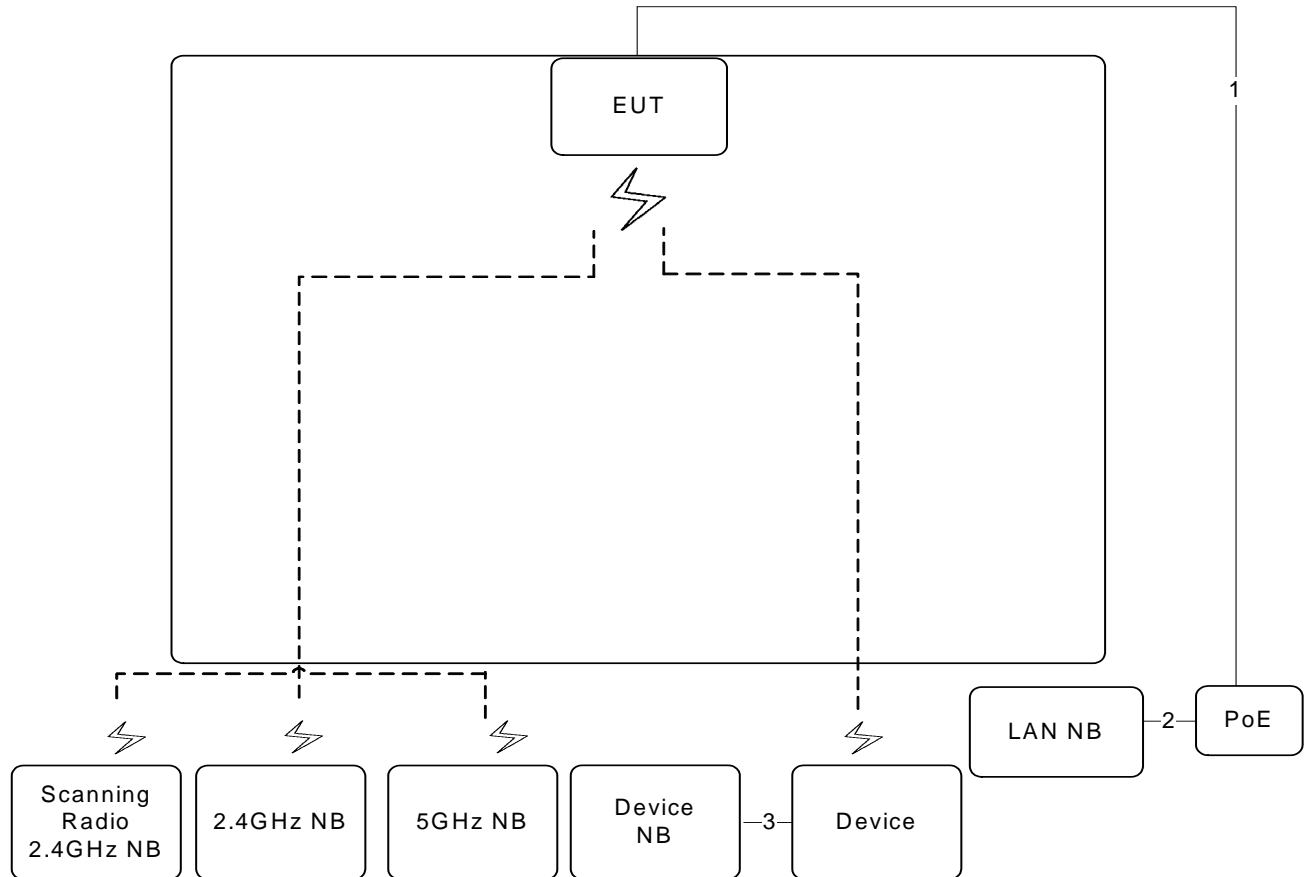 EUT
1
LAN NB
2
PoE
Scanning
Radio
2.4GHz NB
2.4GHz NB
5GHz NB
Device
NB
3
Device